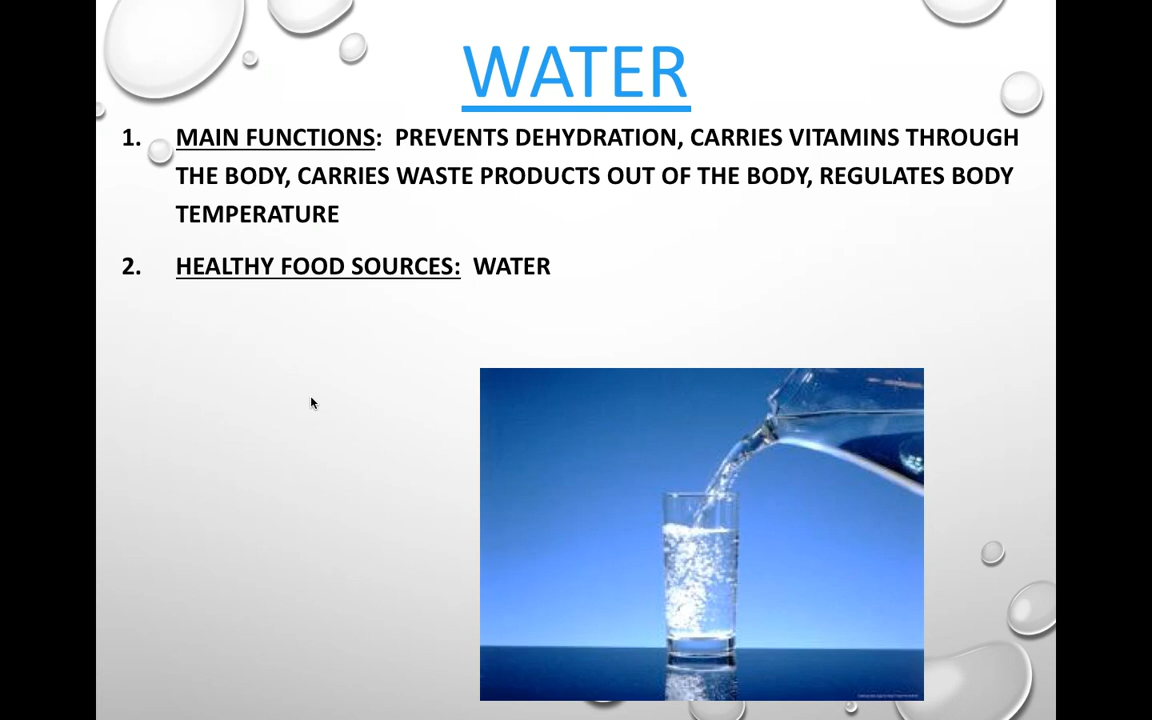 WATER
1. MAIN FUNCTIONS: PREVENTS DEHYDRATION, CARRIES VITAMINS THROUGH
THE BODY, CARRIES WASTE PRODUCTS OUT OF THE BODY, REGULATES BODY
TEMPERATURE
2. HEALTHY FOOD SOURCES: WATER